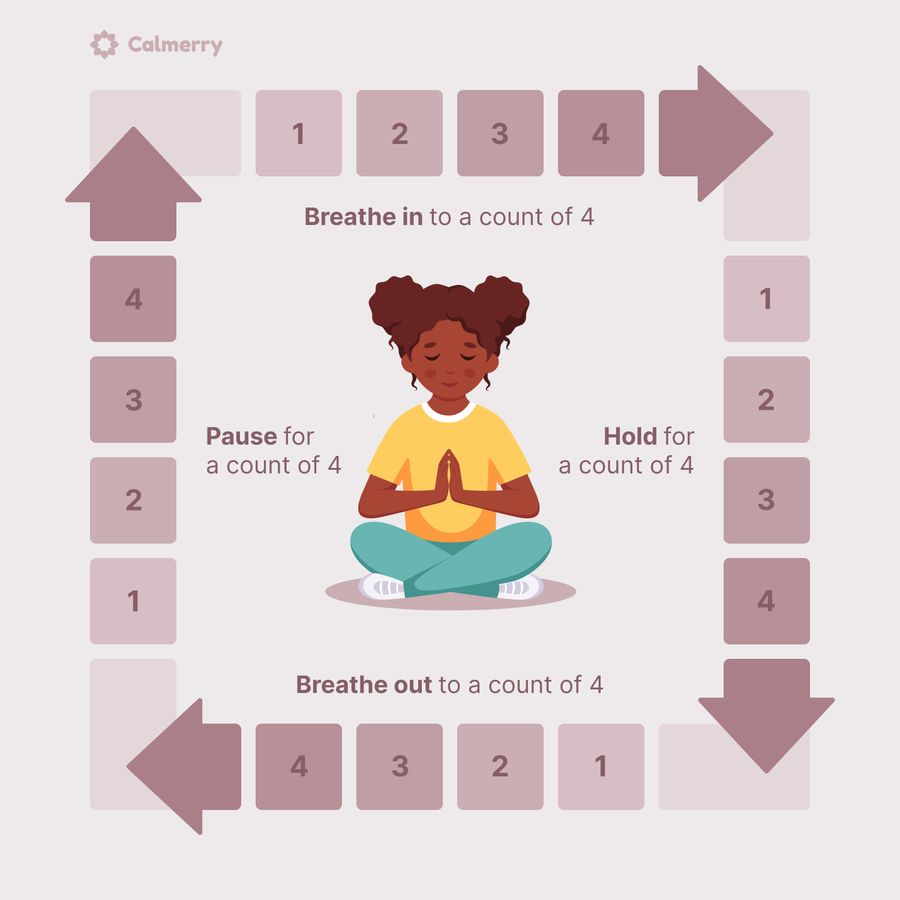 Calmerry
1 2 3 4
Breathe in to a count of 4
4
3
2
1
Pause for
a count of 4
Hold for
a count of 4
1
2
3
4
Breathe out to a count of 4
4 3 2 1